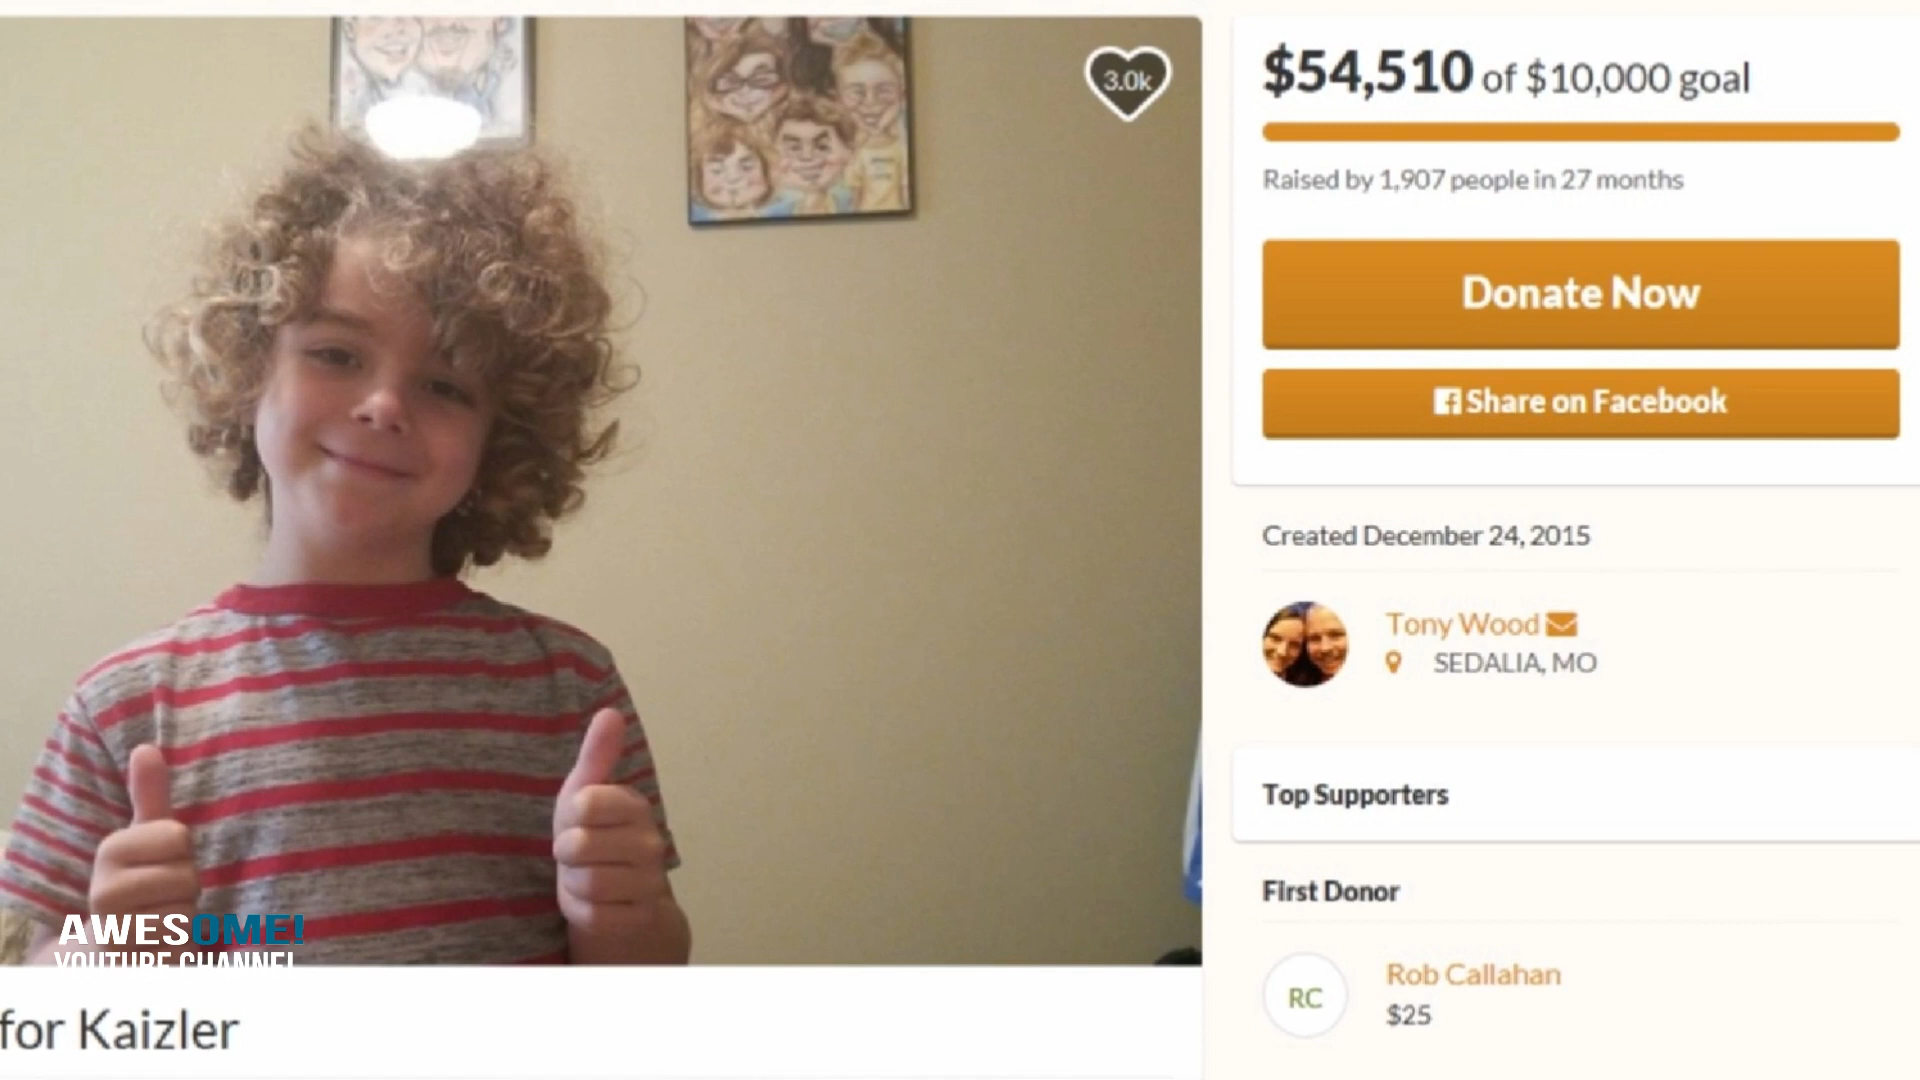 3.0k
$54,510 of $10,000 goal
Raised by 1,907 people in 27 months
Donate Now
Share on Facebook
Created December 24, 2015
Tony Wood
SEDALIA, MO
Top Supporters
First Donor
RC
Rob Callahan
$25
AWESOME!
YOUTUBE CHANNEL
for Kaizler